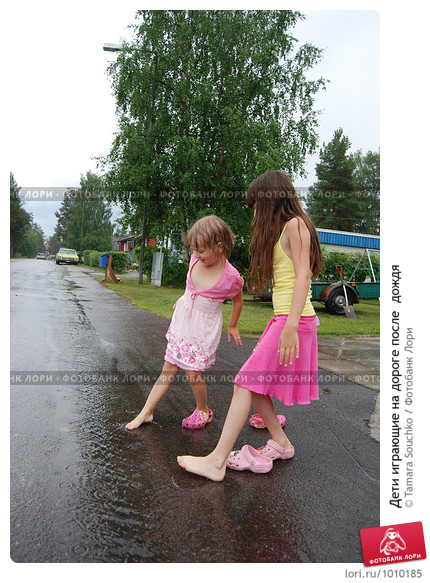 ФОТОБАНК ЛОРИ · ФОТОБАНК ЛОРИ · ФОТОБАНК ЛОРИ
ФОТОБАНК ЛОРИ · ФОТОБАНК ЛОРИ · ФОТОБАНК ЛОРИ
Дети играющие на дороге после дождя
© Tamara Souchko / Фотобанк Лори
ФОТОБАНК ЛОРИ
lori.ru/1010185